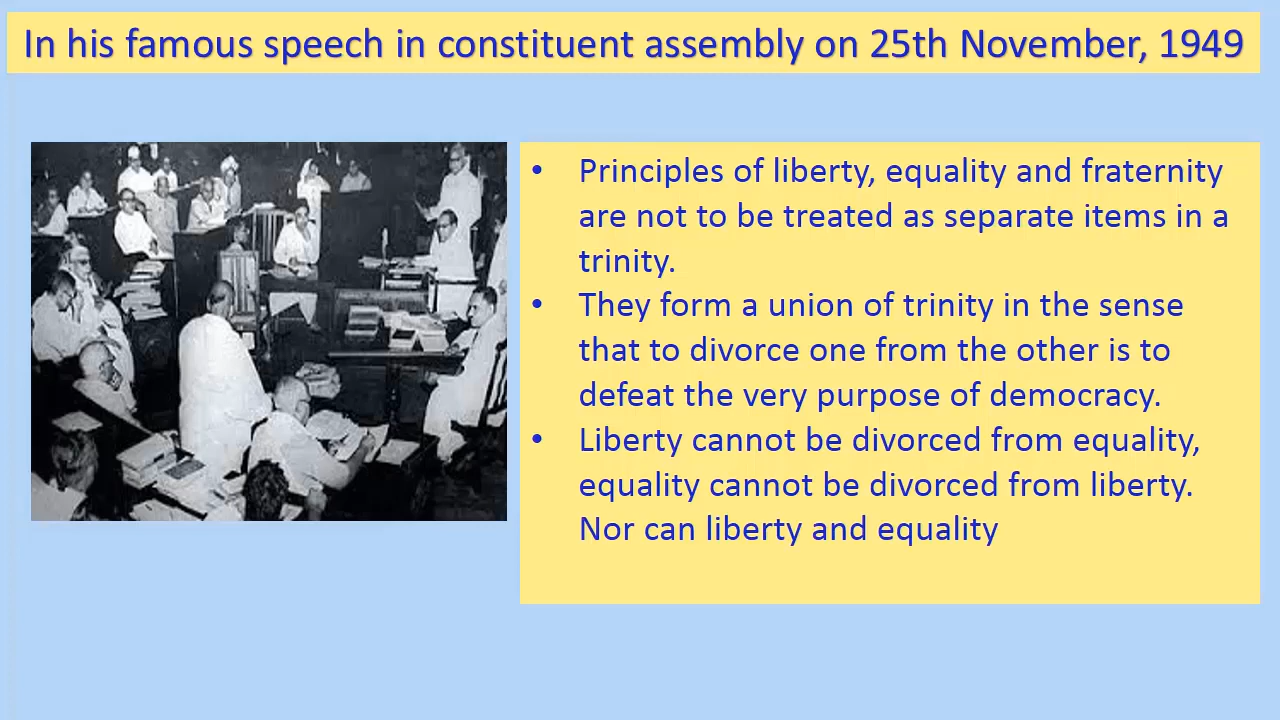 In his famous speech in constituent assembly on 25th November, 1949
• Principles of liberty, equality and fraternity
are not to be treated as separate items in a
trinity.
• They form a union of trinity in the sense
that to divorce one from the other is to
defeat the very purpose of democracy.
• Liberty cannot be divorced from equality,
equality cannot be divorced from liberty.
Nor can liberty and equality